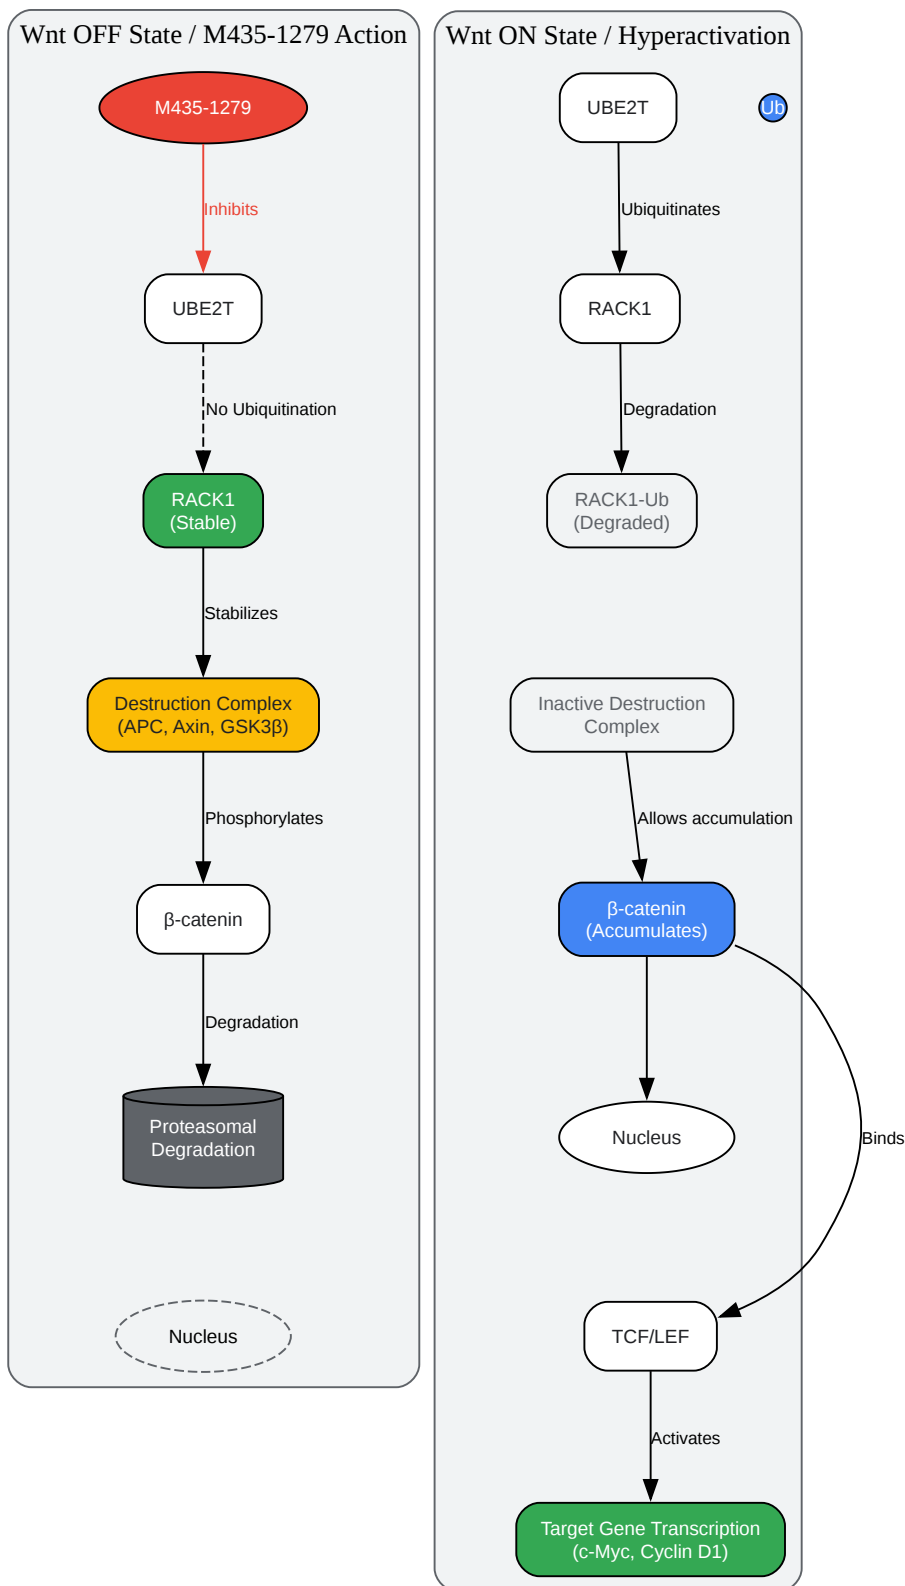 Wnt OFF State / M435-1279 Action
M435-1279
Inhibits
UBE2T
No Ubiquitination
RACK1
(Stable)
Stabilizes
Destruction Complex
(APC, Axin, GSK3β)
Phosphorylates
β-catenin
Degradation
Proteasomal
Degradation
Nucleus
Wnt ON State / Hyperactivation
UBE2T
Ub
Ubiquitinates
RACK1
Degradation
RACK1-Ub
(Degraded)
Inactive Destruction
Complex
Allows accumulation
β-catenin
(Accumulates)
Nucleus
Binds
TCF/LEF
Activates
Target Gene Transcription
(c-Myc, Cyclin D1)